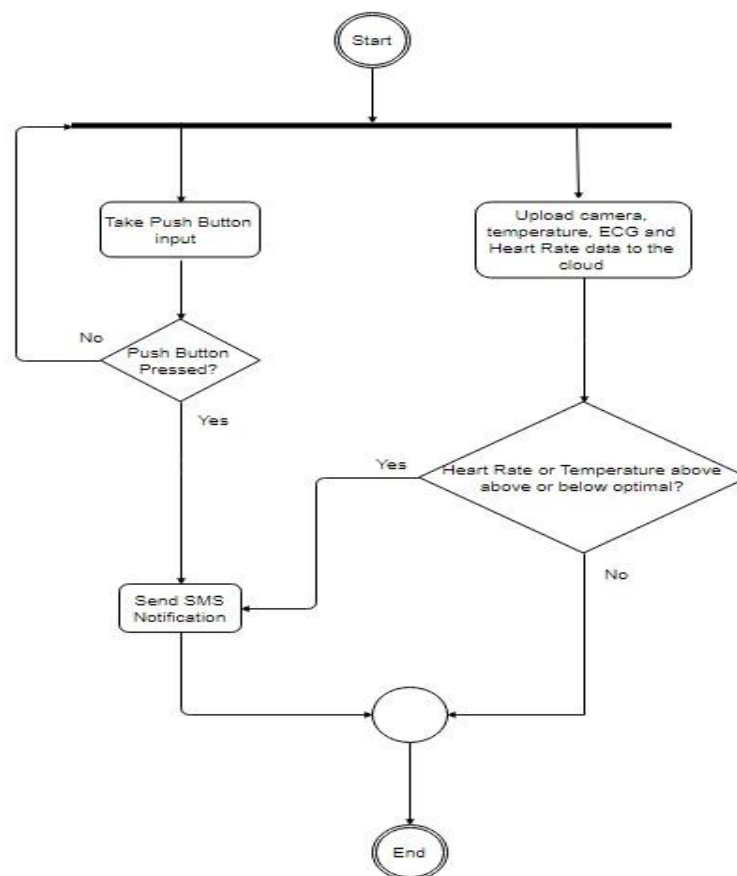 Start
Take Push Button
input
Upload camera,
temperature, ECG and
Heart Rate data to the
cloud
No
Push Button
Pressed?
Yes
Yes
Heart Rate or Temperature above
above or below optimal?
No
Send SMS
Notification
End